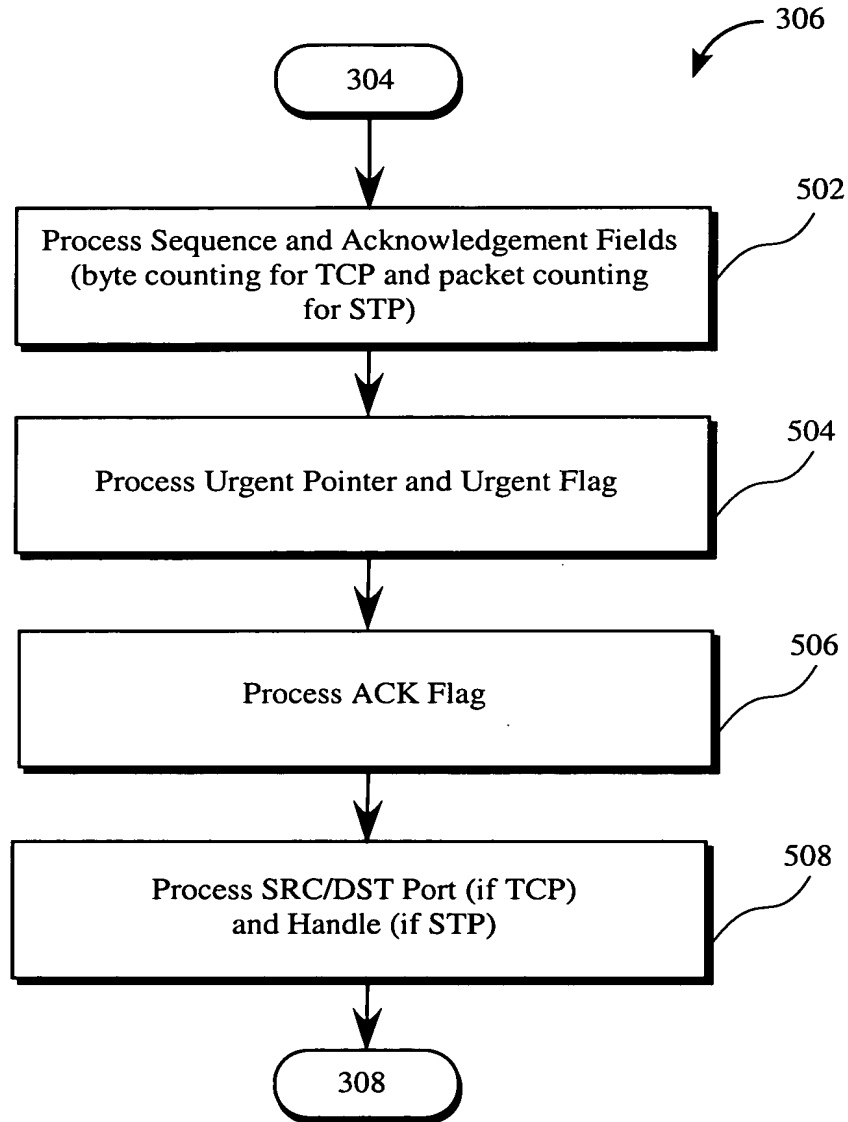 306
304
502
Process Sequence and Acknowledgement Fields
(byte counting for TCP and packet counting
for STP)
504
Process Urgent Pointer and Urgent Flag
506
Process ACK Flag
508
Process SRC/DST Port (if TCP)
and Handle (if STP)
308